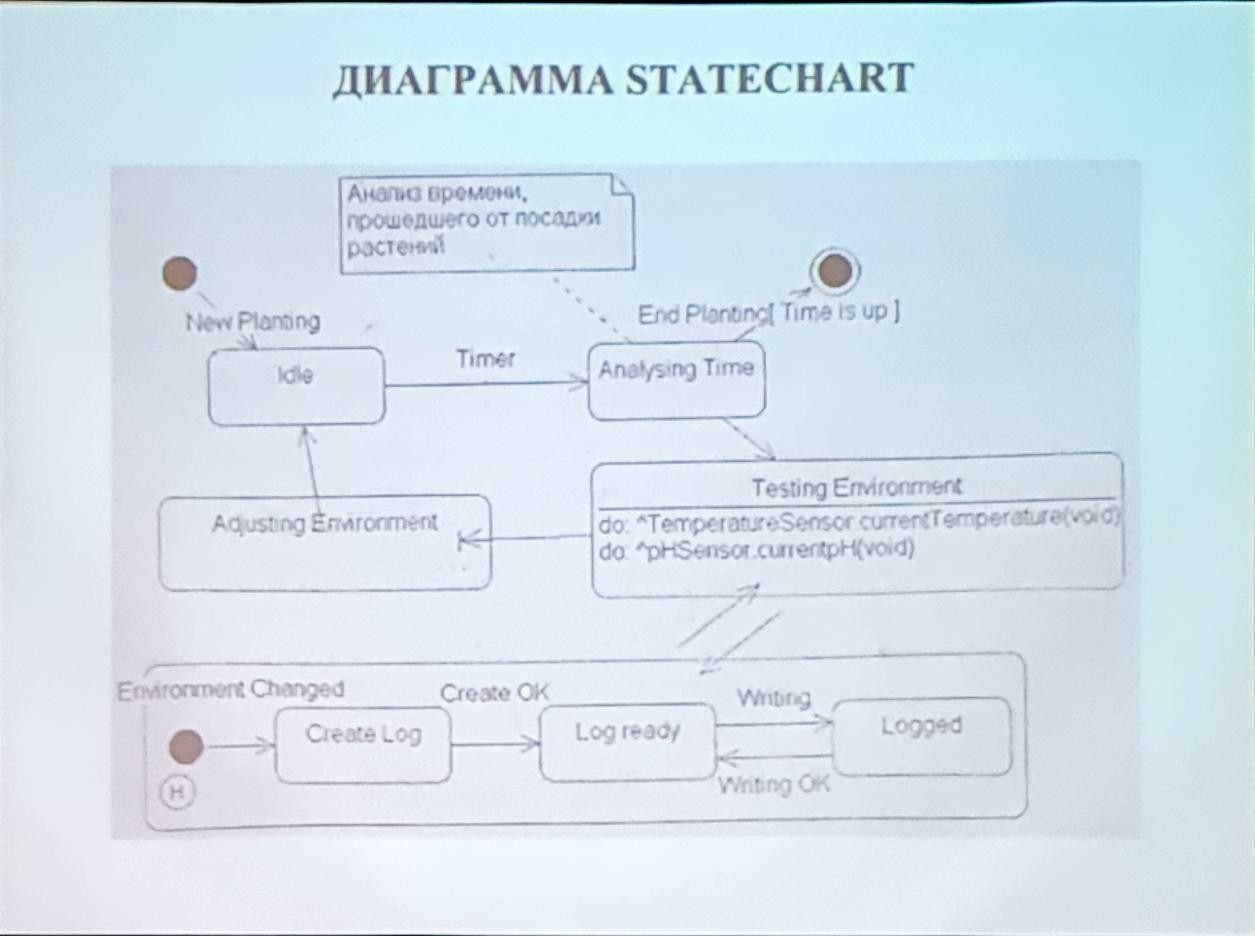 ДИАГРАММА STATECHART
Анализ времени,
прошедшего от посадки
растений
New Planting
End Planting[ Time is up ]
Idle
Timer
Analysing Time
Testing Environment
do: ^TemperatureSensor.currentTemperature(void)
do: ^pHSensor.currentpH(void)
Adjusting Environment
Environment Changed
Create OK
Writing
Create Log
Log ready
Logged
Writing OK
H